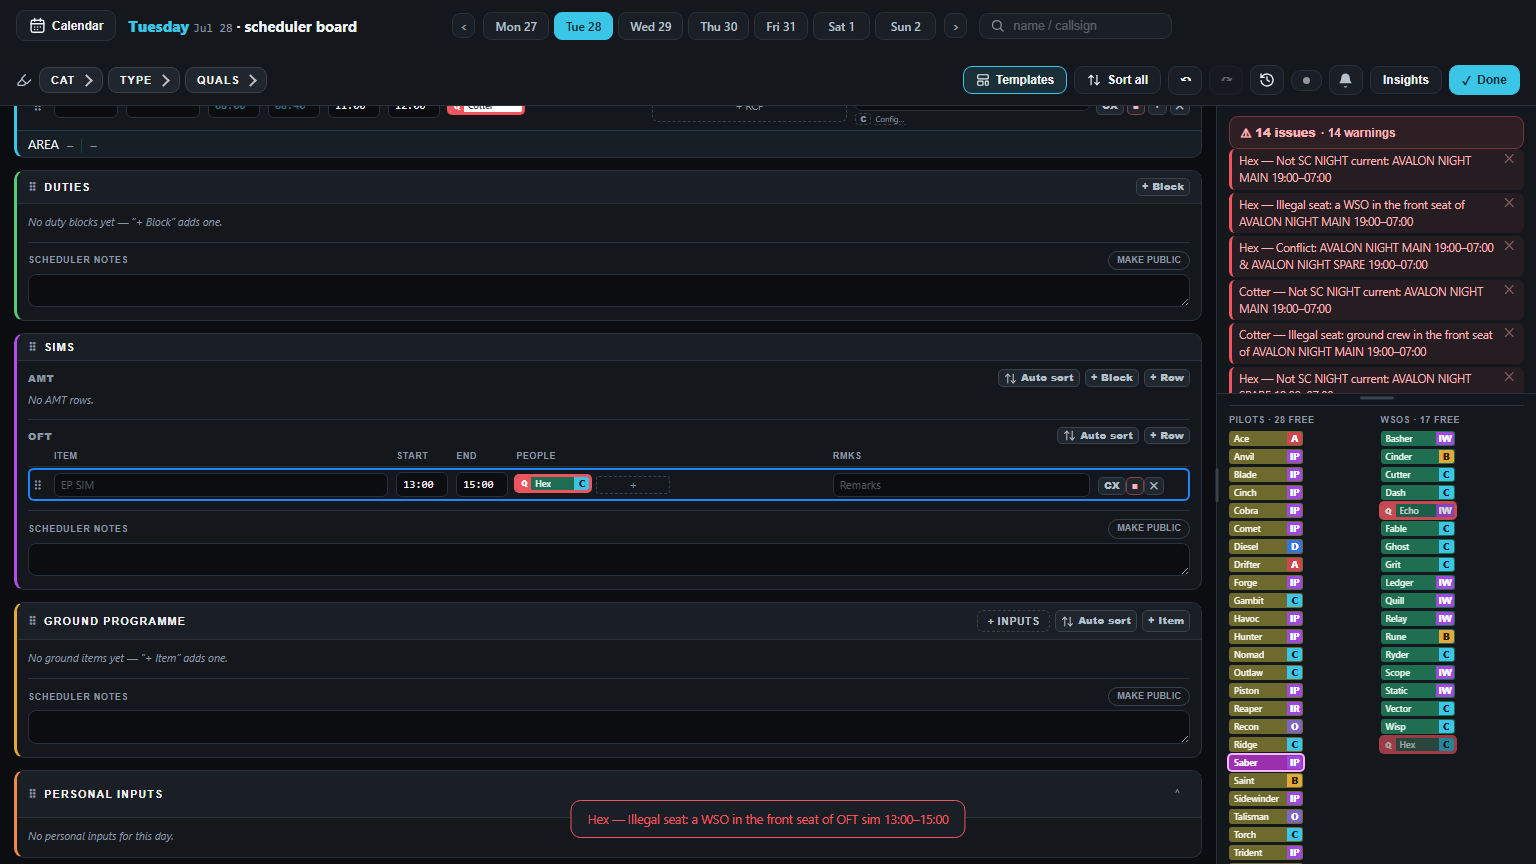 Calendar
Tuesday Jul 28 · scheduler board
‹ Mon 27 Tue 28 Wed 29 Thu 30 Fri 31 Sat 1 Sun 2 ›
name / callsign
CAT TYPE QUALS
Templates Sort all Insights ✓ Done
11:00 12:00 Q Cotter + RCP CX
C Config...
AREA – | –
DUTIES + Block
No duty blocks yet — "+ Block" adds one.
SCHEDULER NOTES MAKE PUBLIC
SIMS
AMT Auto sort + Block + Row
No AMT rows.
OFT Auto sort + Row
ITEM START END PEOPLE RMKS
EP SIM 13:00 15:00 Q Hex C + Remarks CX
SCHEDULER NOTES MAKE PUBLIC
GROUND PROGRAMME + INPUTS Auto sort + Item
No ground items yet — "+ Item" adds one.
SCHEDULER NOTES MAKE PUBLIC
PERSONAL INPUTS
No personal inputs for this day.
Hex — Illegal seat: a WSO in the front seat of OFT sim 13:00–15:00
14 issues · 14 warnings
Hex — Not SC NIGHT current: AVALON NIGHT
MAIN 19:00–07:00
Hex — Illegal seat: a WSO in the front seat of
AVALON NIGHT MAIN 19:00–07:00
Hex — Conflict: AVALON NIGHT MAIN 19:00–07:00
& AVALON NIGHT SPARE 19:00–07:00
Cotter — Not SC NIGHT current: AVALON NIGHT
MAIN 19:00–07:00
Cotter — Illegal seat: ground crew in the front seat
of AVALON NIGHT MAIN 19:00–07:00
Hex — Not SC NIGHT current: AVALON NIGHT
PILOTS · 28 FREE
Ace A
Anvil IP
Blade IP
Cinch IP
Cobra IP
Comet IP
Diesel D
Drifter A
Forge IP
Gambit C
Havoc IP
Hunter IP
Nomad C
Outlaw C
Piston IP
Reaper IR
Recon O
Ridge C
Saber IP
Saint B
Sidewinder IP
Talisman O
Torch C
Trident IP
WSOS · 17 FREE
Basher IW
Cinder B
Cutter C
Dash C
Q Echo IW
Fable C
Ghost C
Grit C
Ledger IW
Quill IW
Relay IW
Rune B
Ryder C
Scope IW
Static IW
Vector C
Wisp C
Q Hex C